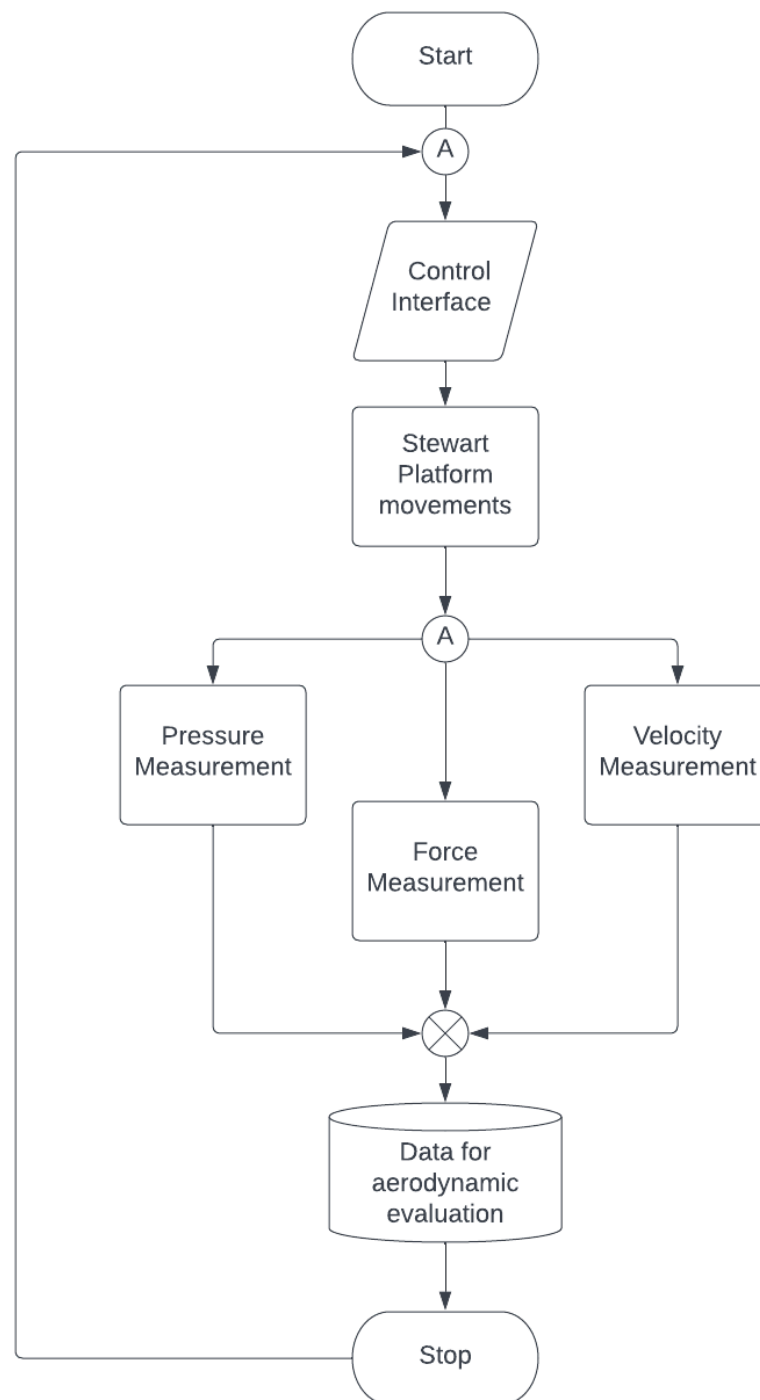 Start
A
Control
Interface
Stewart
Platform
movements
A
Pressure
Measurement
Velocity
Measurement
Force
Measurement
Data for
aerodynamic
evaluation
Stop